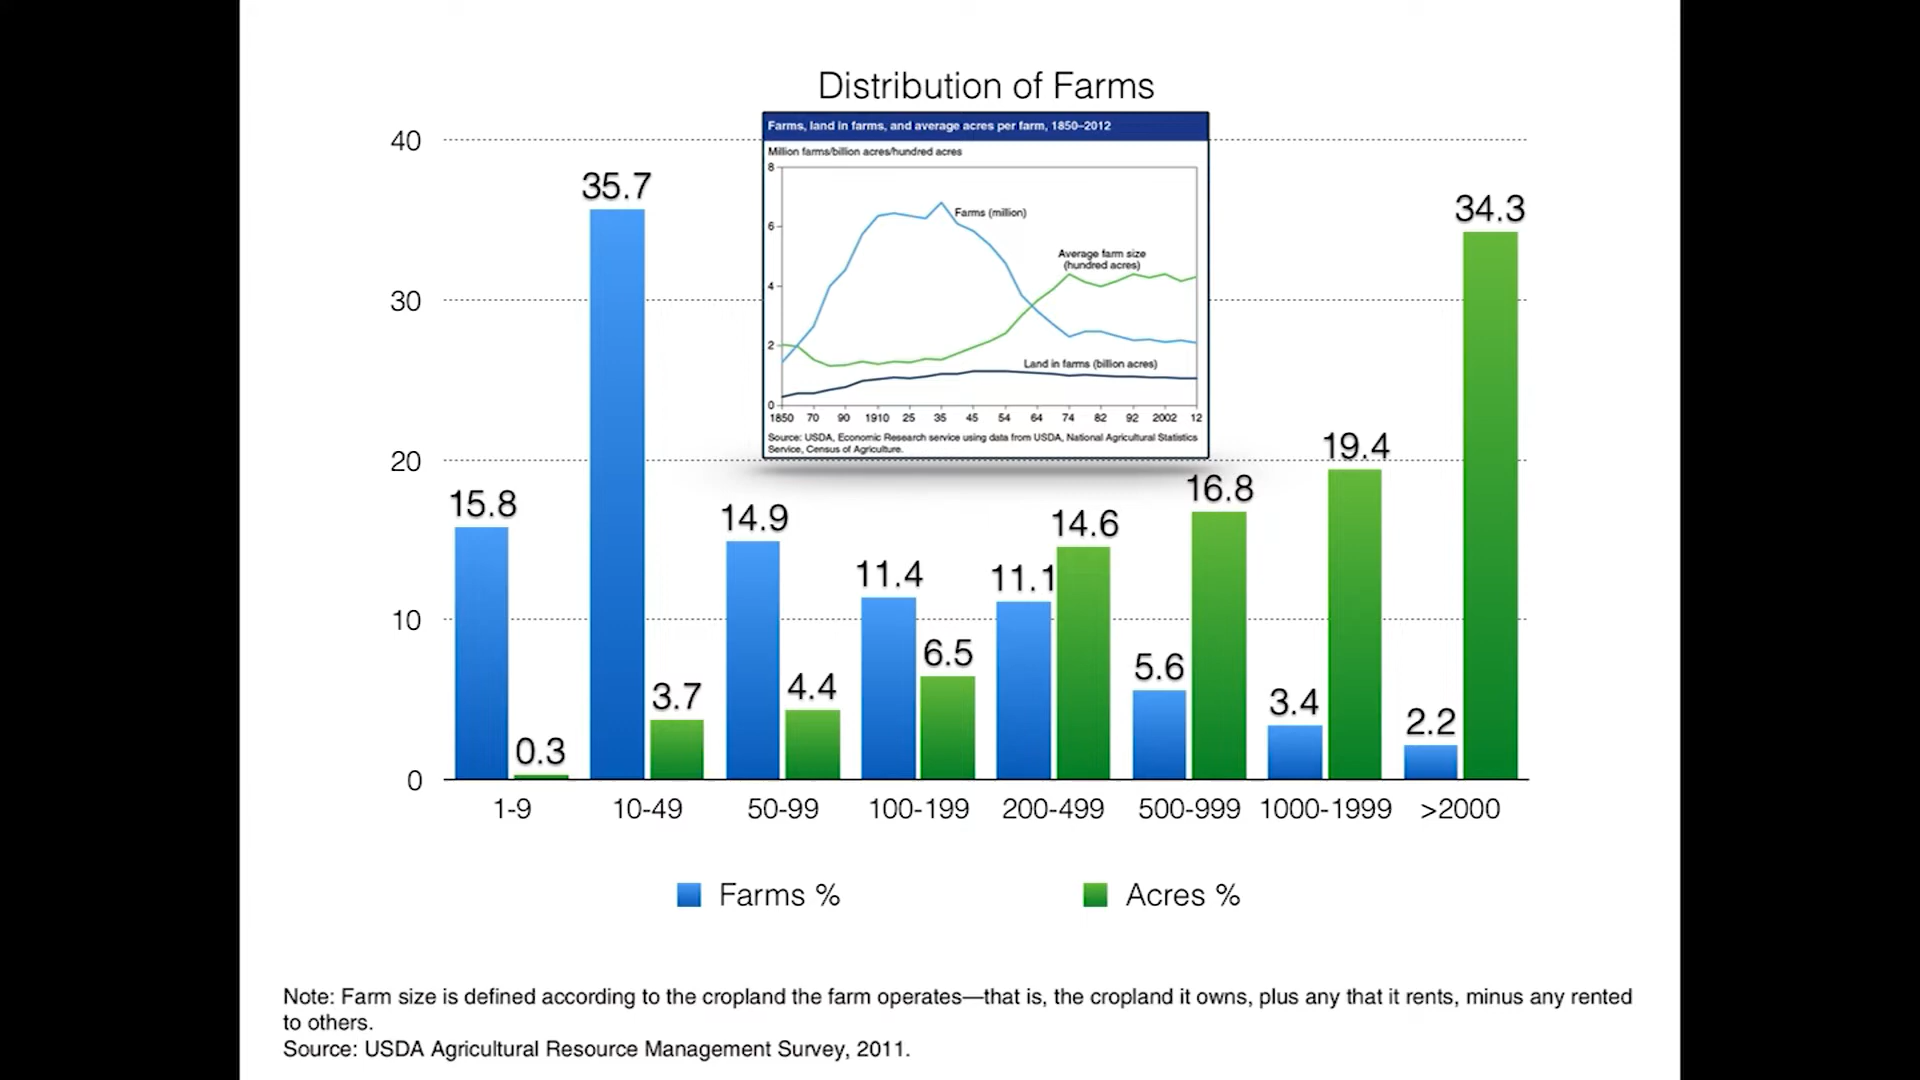 Distribution of Farms
Farms, land in farms, and average acres per farm, 1850–2012
Million farms/billion acres/hundred acres
8
6
4
2
0
Farms (million)
Average farm size
(hundred acres)
Land in farms (billion acres)
1850 70 90 1910 25 35 45 54 64 74 82 92 2002 12
Source: USDA, Economic Research service using data from USDA, National Agricultural Statistics
Service, Census of Agriculture.
40
30
20
10
0
15.8
0.3
35.7
3.7
14.9
4.4
11.4
6.5
11.1
14.6
5.6
16.8
3.4
19.4
2.2
34.3
1-9 10-49 50-99 100-199 200-499 500-999 1000-1999 >2000
Farms % Acres %
Note: Farm size is defined according to the cropland the farm operates—that is, the cropland it owns, plus any that it rents, minus any rented
to others.
Source: USDA Agricultural Resource Management Survey, 2011.